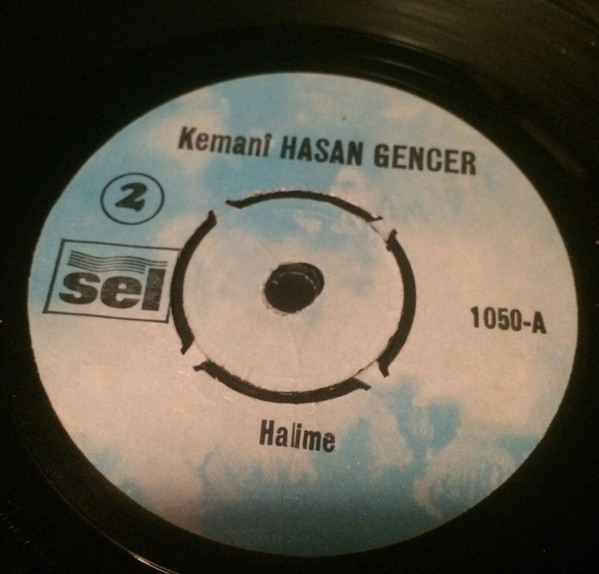 Kemanî HASAN GENCER
2
sel
1050-A
Halime